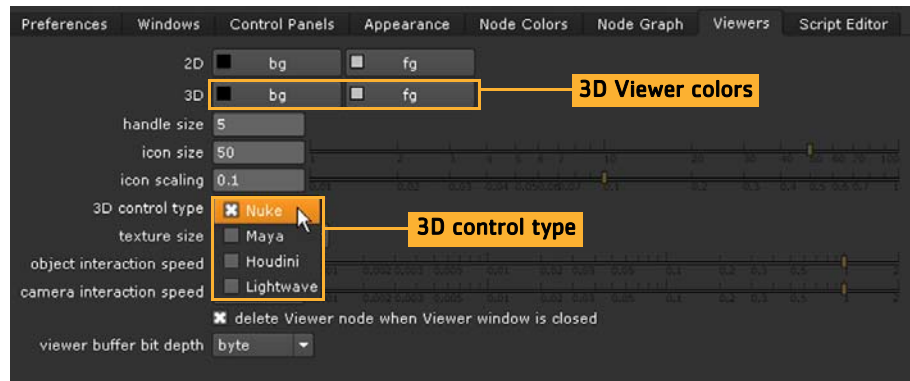 Preferences Windows Control Panels Appearance Node Colors Node Graph Viewers Script Editor
2D bg fg
3D bg fg 3D Viewer colors
handle size 5
icon size 50
icon scaling 0.1
3D control type Nuke 3D control type
texture size Maya
object interaction speed Houdini
camera interaction speed Lightwave
delete Viewer node when Viewer window is closed
viewer buffer bit depth byte